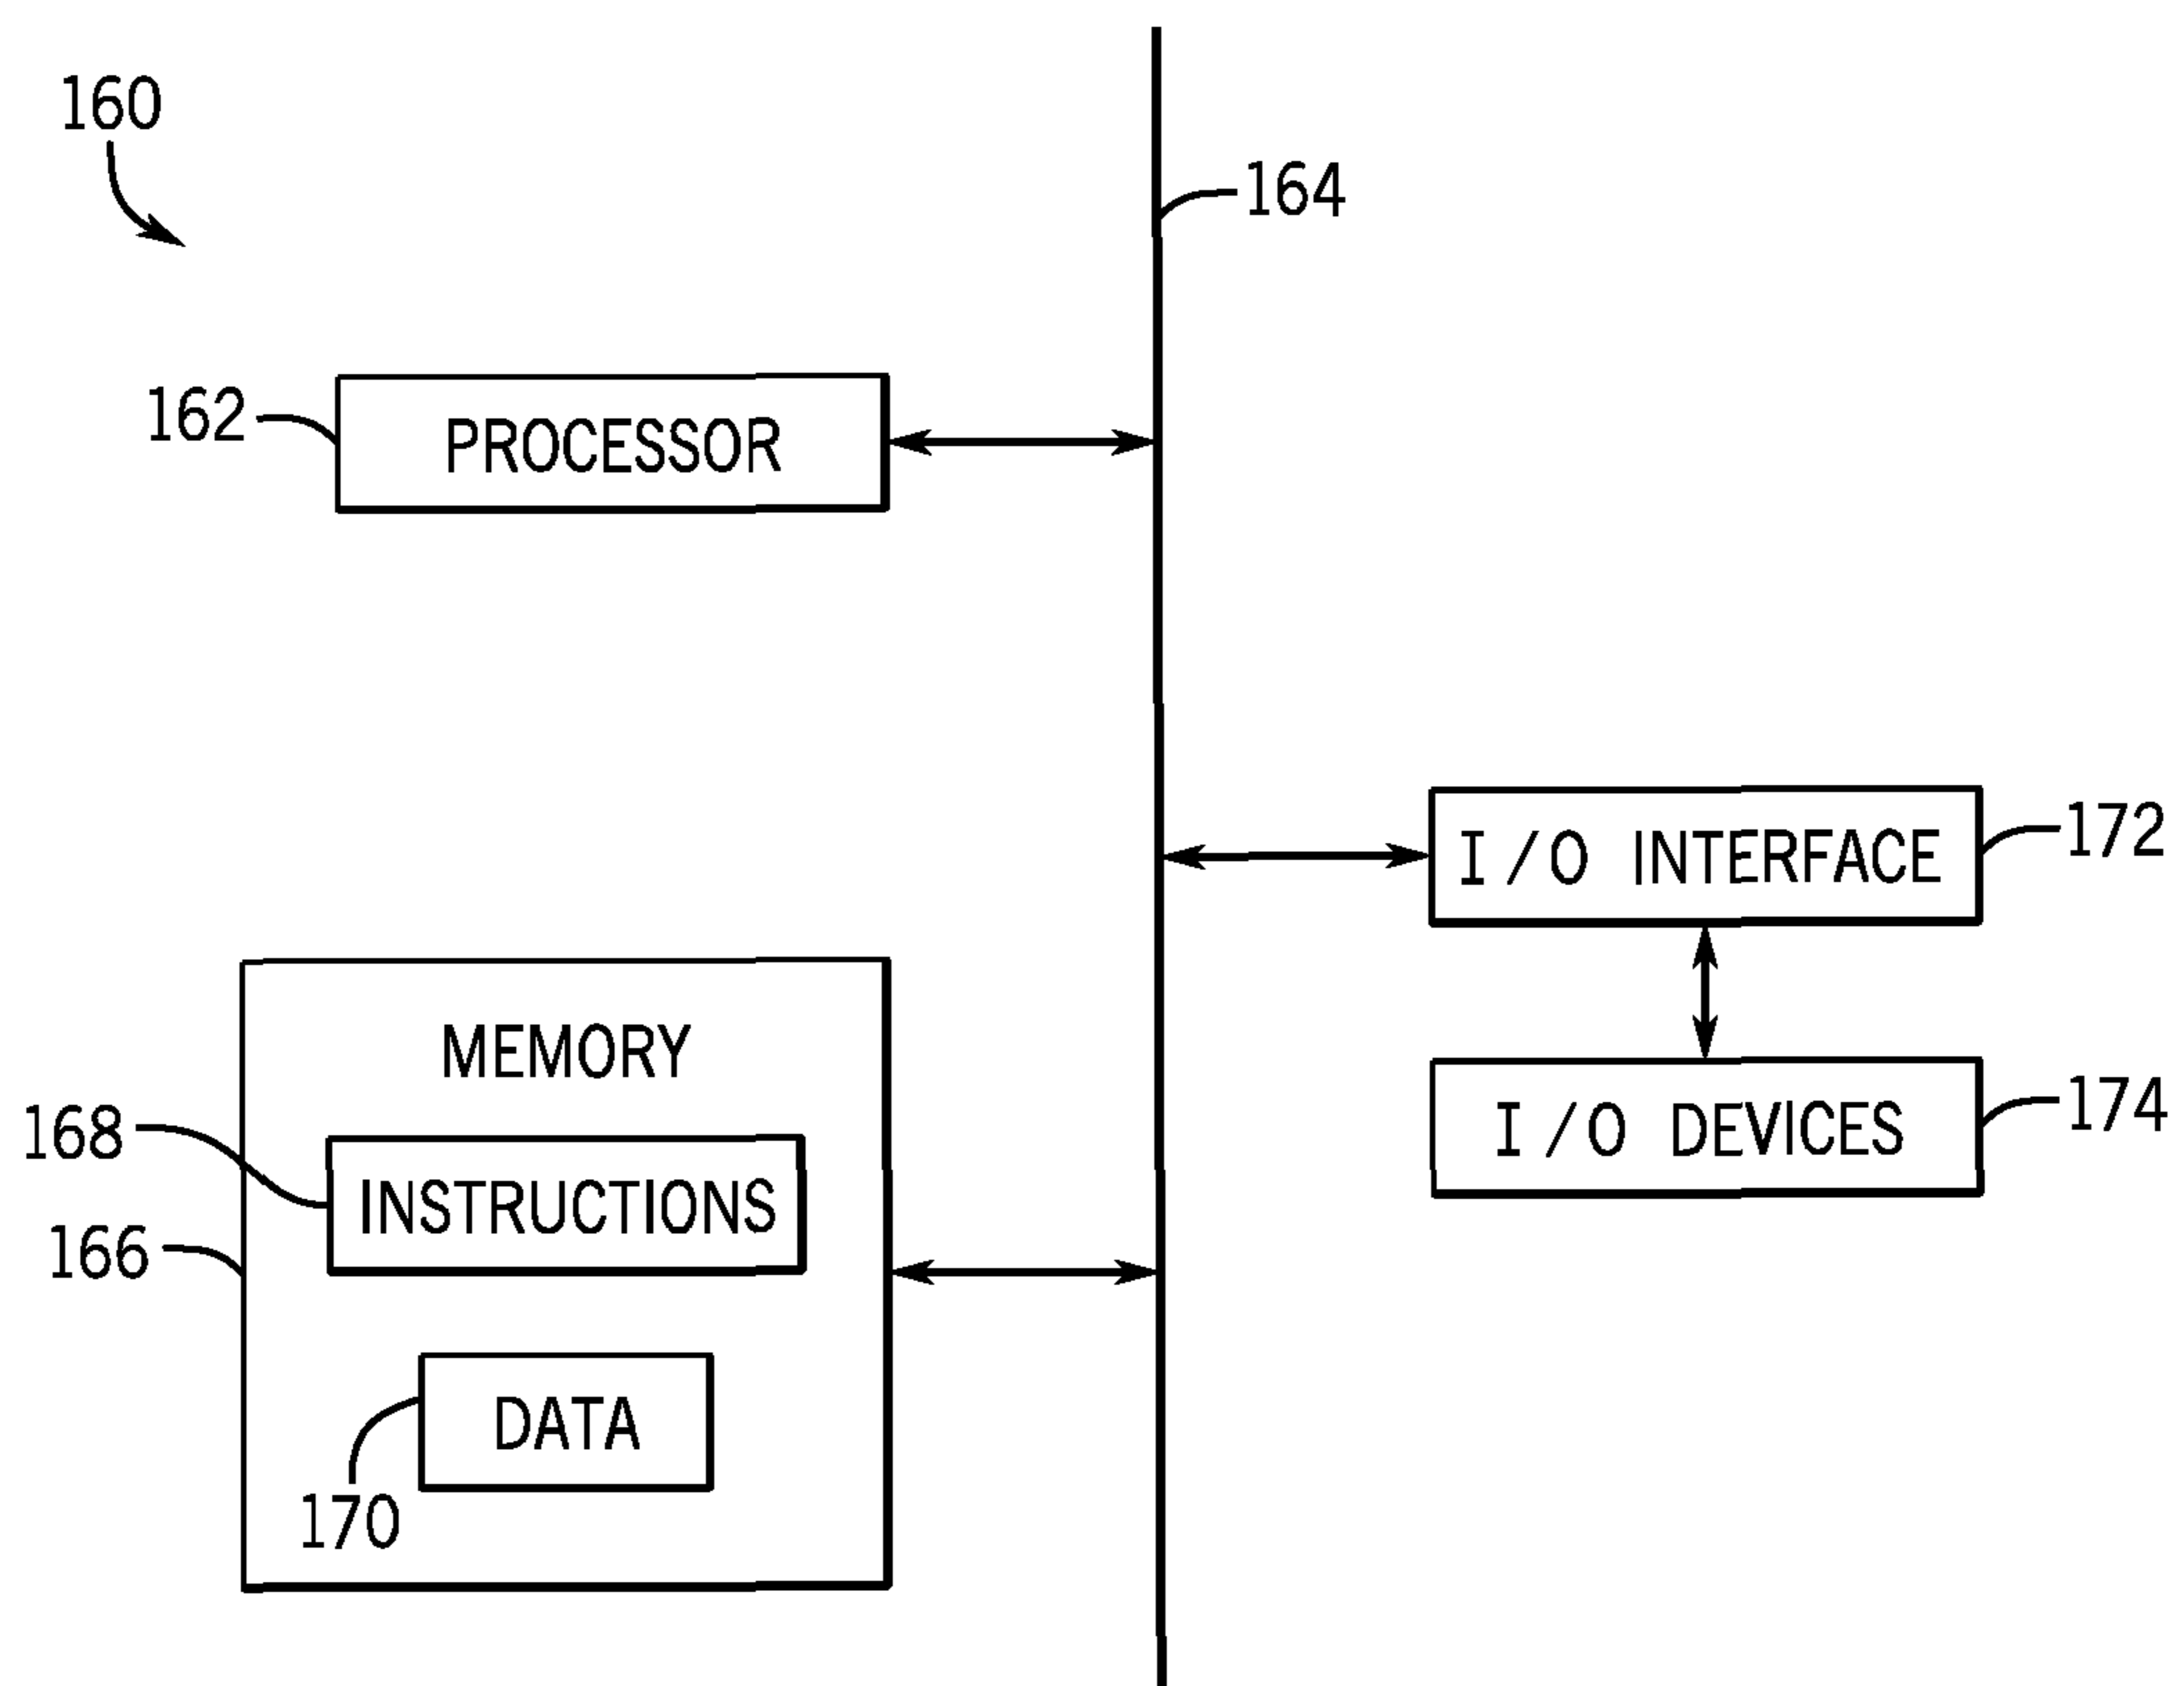 160
164
162
PROCESSOR
I/O INTERFACE
172
MEMORY
I/O DEVICES
174
168
INSTRUCTIONS
166
DATA
170